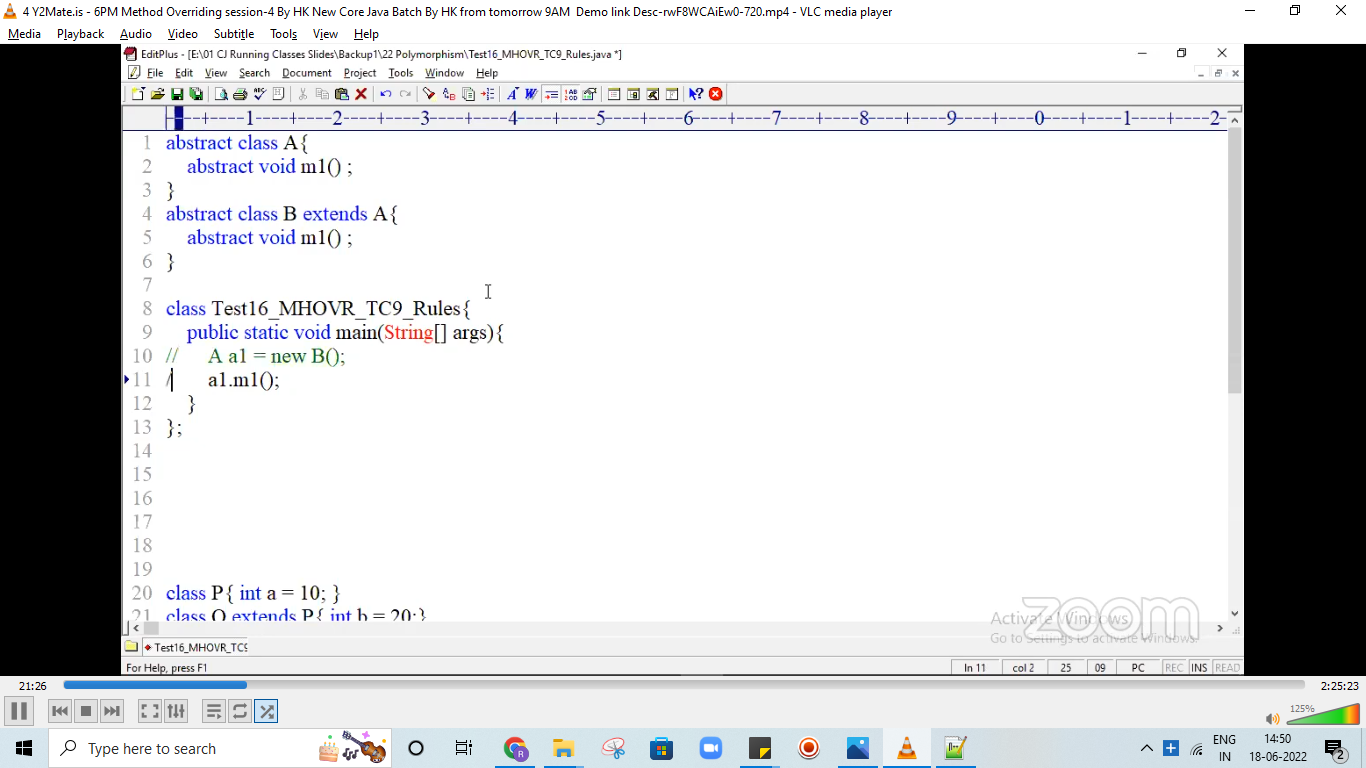 4 Y2Mate.is - 6PM Method Overriding session-4 By HK New Core Java Batch By HK from tomorrow 9AM  Demo link Desc-rwF8WCAiEw0-720.mp4 - VLC media player
Media Playback Audio Video Subtitle Tools View Help
EditPlus - [E:\01 CJ Running Classes Slides\Backup1\22 Polymorphism\Test16_MHOVR_TC9_Rules.java *]
File Edit View Search Document Project Tools Window Help
----+----1----+----2----+----3----+----4----+----5----+----6----+----7----+----8----+----9----+----0----+----1----+----2-
1 abstract class A{
2 abstract void m1() ;
3 }
4 abstract class B extends A{
5 abstract void m1() ;
6 }
7
8 class Test16_MHOVR_TC9_Rules{
9 public static void main(String[] args){
10 // A a1 = new B();
11 / a1.m1();
12 }
13 };
14
15
16
17
18
19
20 class P{ int a = 10; }
21 class Q extends P{ int b = 20;}
zoom
Activate Windows
Go to Settings to activate Windows.
Test16_MHOVR_TC9
For Help, press F1
ln 11 col 2 25 09 PC REC INS READ
21:26 2:25:23
125%
Type here to search
ENG
IN
14:50
18-06-2022
2